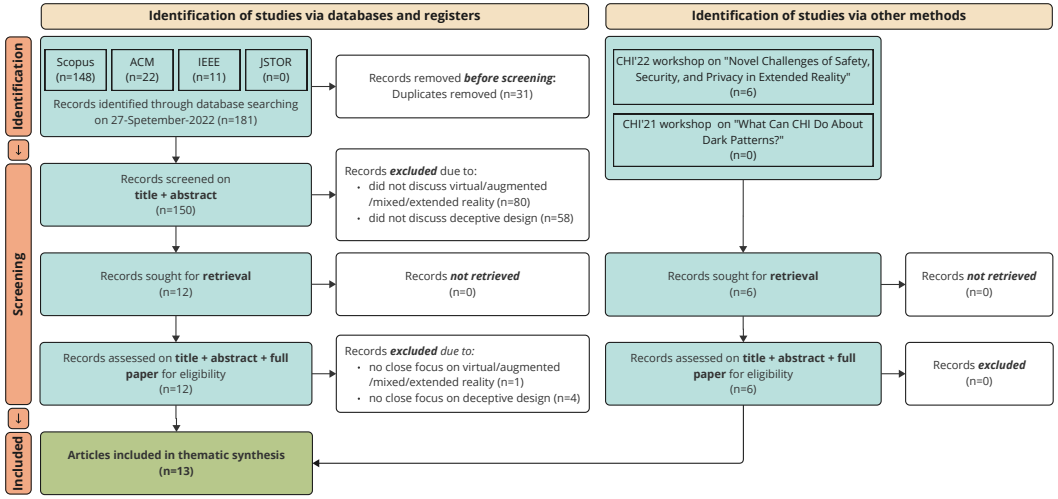 Identification of studies via databases and registers
Identification of studies via other methods
Identification
Scopus
(n=148)
ACM
(n=22)
IEEE
(n=11)
JSTOR
(n=0)
Records identified through database searching
on 27-Spetember-2022 (n=181)
Records removed before screening:
Duplicates removed (n=31)
CHI'22 workshop on "Novel Challenges of Safety,
Security, and Privacy in Extended Reality"
(n=6)
CHI'21 workshop on "What Can CHI Do About
Dark Patterns?"
(n=0)
↓
Screening
Records screened on
title + abstract
(n=150)
Records excluded due to:
• did not discuss virtual/augmented
/mixed/extended reality (n=80)
• did not discuss deceptive design (n=58)
Records sought for retrieval
(n=12)
Records not retrieved
(n=0)
Records sought for retrieval
(n=6)
Records not retrieved
(n=0)
Records assessed on title + abstract + full
paper for eligibility
(n=12)
Records excluded due to:
• no close focus on virtual/augmented
/mixed/extended reality (n=1)
• no close focus on deceptive design (n=4)
Records assessed on title + abstract + full
paper for eligibility
(n=6)
Records excluded
(n=0)
↓
Included
Articles included in thematic synthesis
(n=13)